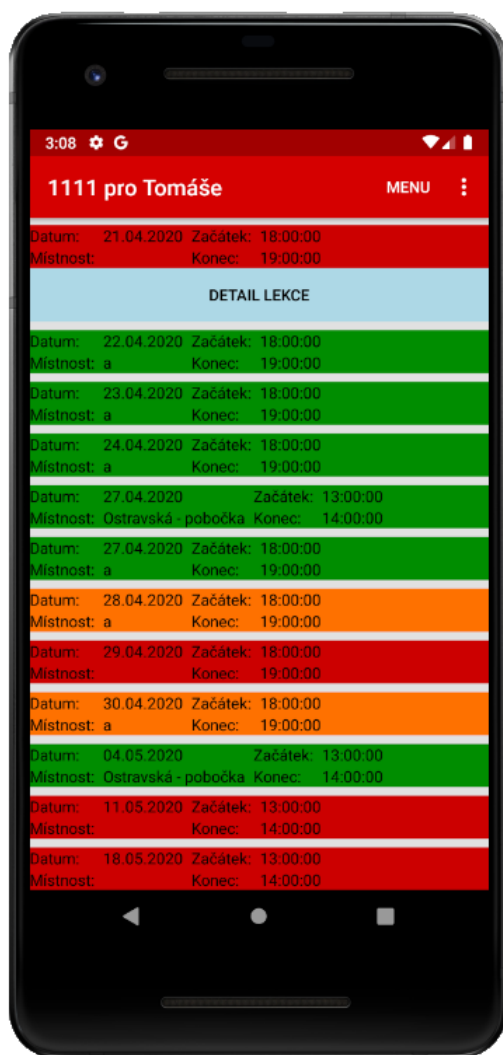 3:08 G
1111 pro Tomáše MENU
Datum: 21.04.2020 Začátek: 18:00:00
Místnost: Konec: 19:00:00
DETAIL LEKCE
Datum: 22.04.2020 Začátek: 18:00:00
Místnost: a Konec: 19:00:00
Datum: 23.04.2020 Začátek: 18:00:00
Místnost: a Konec: 19:00:00
Datum: 24.04.2020 Začátek: 18:00:00
Místnost: a Konec: 19:00:00
Datum: 27.04.2020 Začátek: 13:00:00
Místnost: Ostravská - pobočka Konec: 14:00:00
Datum: 27.04.2020 Začátek: 18:00:00
Místnost: a Konec: 19:00:00
Datum: 28.04.2020 Začátek: 18:00:00
Místnost: a Konec: 19:00:00
Datum: 29.04.2020 Začátek: 18:00:00
Místnost: Konec: 19:00:00
Datum: 30.04.2020 Začátek: 18:00:00
Místnost: a Konec: 19:00:00
Datum: 04.05.2020 Začátek: 13:00:00
Místnost: Ostravská - pobočka Konec: 14:00:00
Datum: 11.05.2020 Začátek: 13:00:00
Místnost: Konec: 14:00:00
Datum: 18.05.2020 Začátek: 13:00:00
Místnost: Konec: 14:00:00